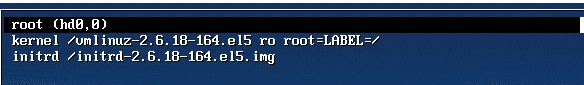 root (hd0,0)
kernel /vmlinuz-2.6.18-164.el5 ro root=LABEL=/
initrd /initrd-2.6.18-164.el5.img